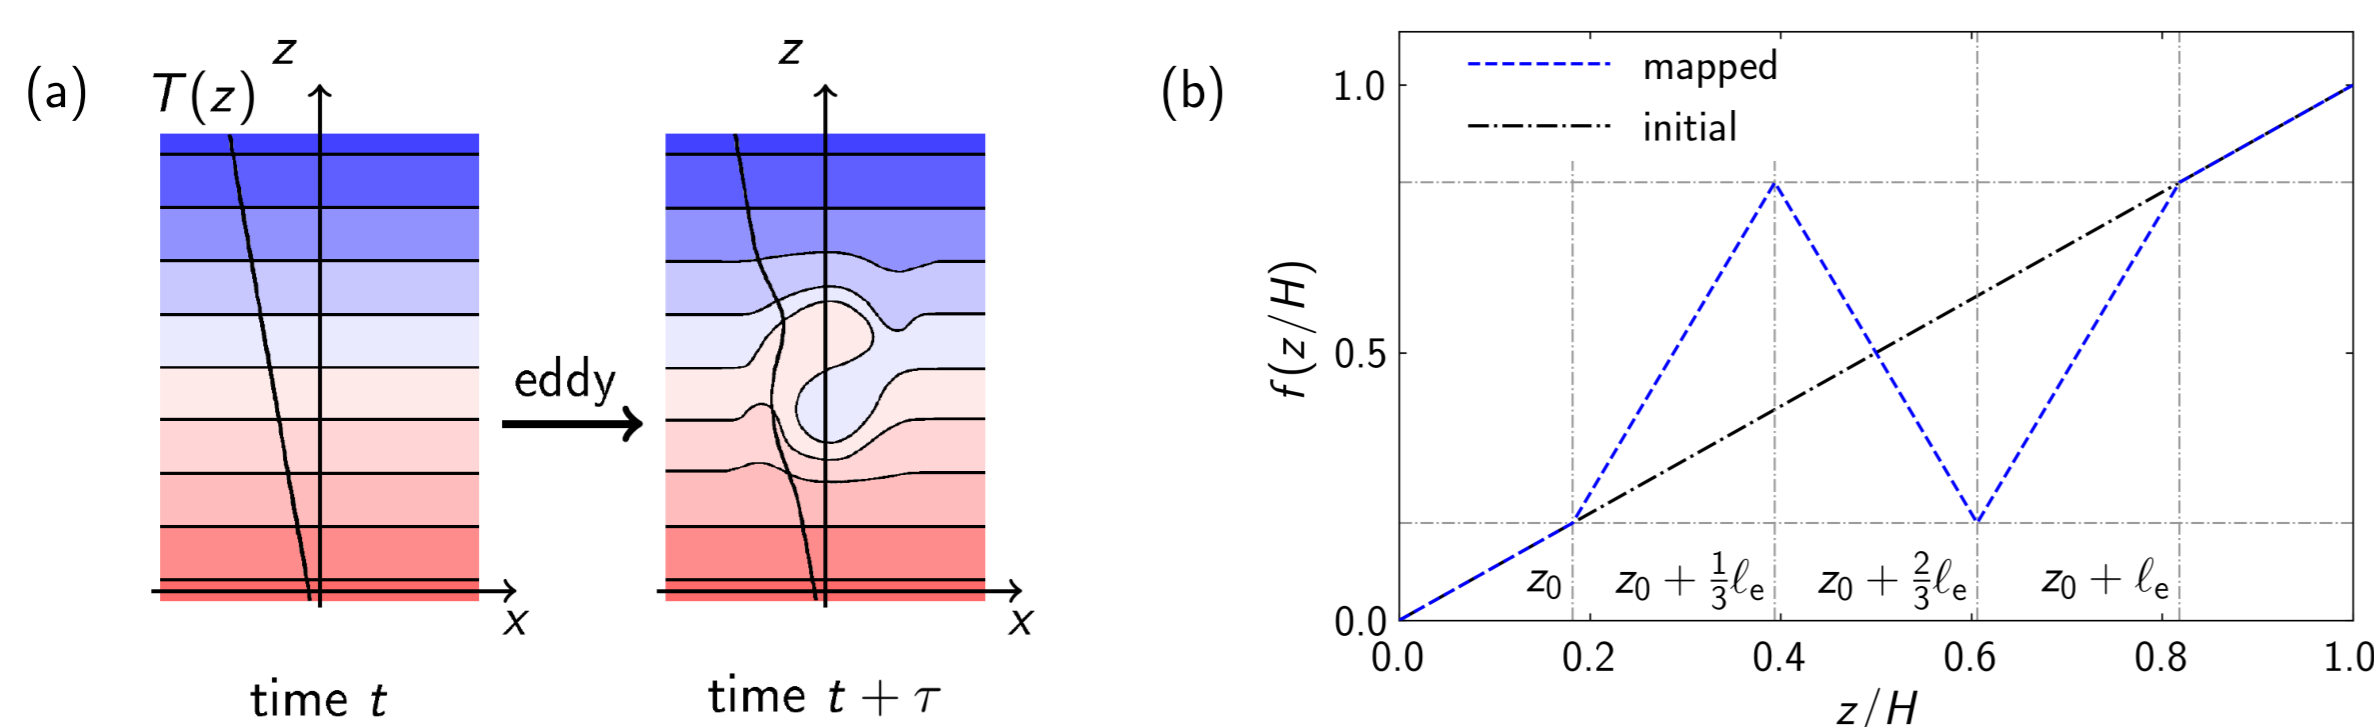 (a)
T(z)
z
x
time t
eddy
z
x
time t + τ
(b)
mapped
initial
f(z/H)
1.0
0.5
0.0
z₀
z₀ + ⅓ℓₑ
z₀ + ⅔ℓₑ
z₀ + ℓₑ
0.0 0.2 0.4 0.6 0.8 1.0
z/H